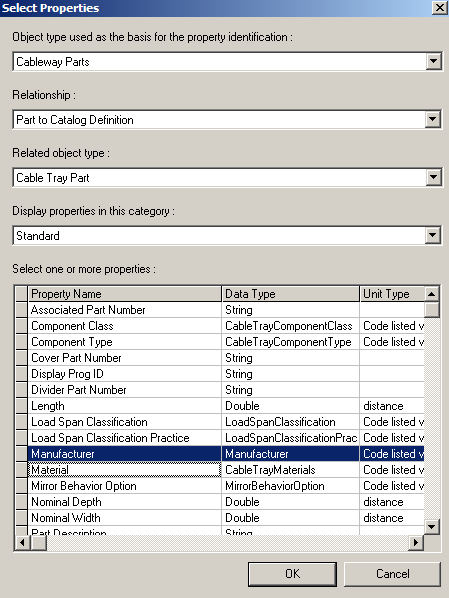 Select Properties
Object type used as the basis for the property identification :
Cableway Parts
Relationship :
Part to Catalog Definition
Related object type :
Cable Tray Part
Display properties in this category :
Standard
Select one or more properties :
Property Name Data Type Unit Type
Associated Part Number String
Component Class CableTrayComponentClass Code listed v
Component Type CableTrayComponentType Code listed v
Cover Part Number String
Display Prog ID String
Divider Part Number String
Length Double distance
Load Span Classification LoadSpanClassification Code listed v
Load Span Classification Practice LoadSpanClassificationPrac Code listed v
Manufacturer Manufacturer Code listed v
Material CableTrayMaterials Code listed v
Mirror Behavior Option MirrorBehaviorOption Code listed v
Nominal Depth Double distance
Nominal Width Double distance
Part Description String
OK Cancel